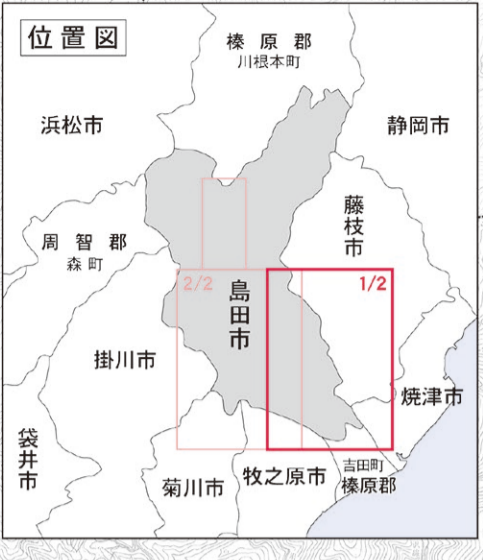 位置図
榛原郡
川根本町
浜松市
静岡市
藤枝市
周智郡
森町
2/2
1/2
島田市
掛川市
焼津市
袋井市
菊川市
牧之原市
吉田町
榛原郡